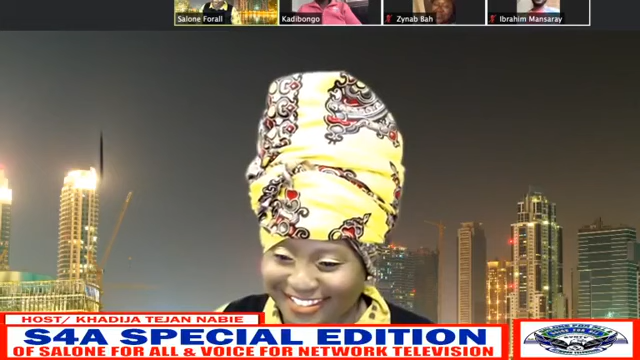 Salone Forall
Kadibongo
Zynab Bah
Ibrahim Mansaray
HOST/ KHADIJA TEJAN NABIE
S4A SPECIAL EDITION
OF SALONE FOR ALL & VOICE FOR NETWORK TELEVISION